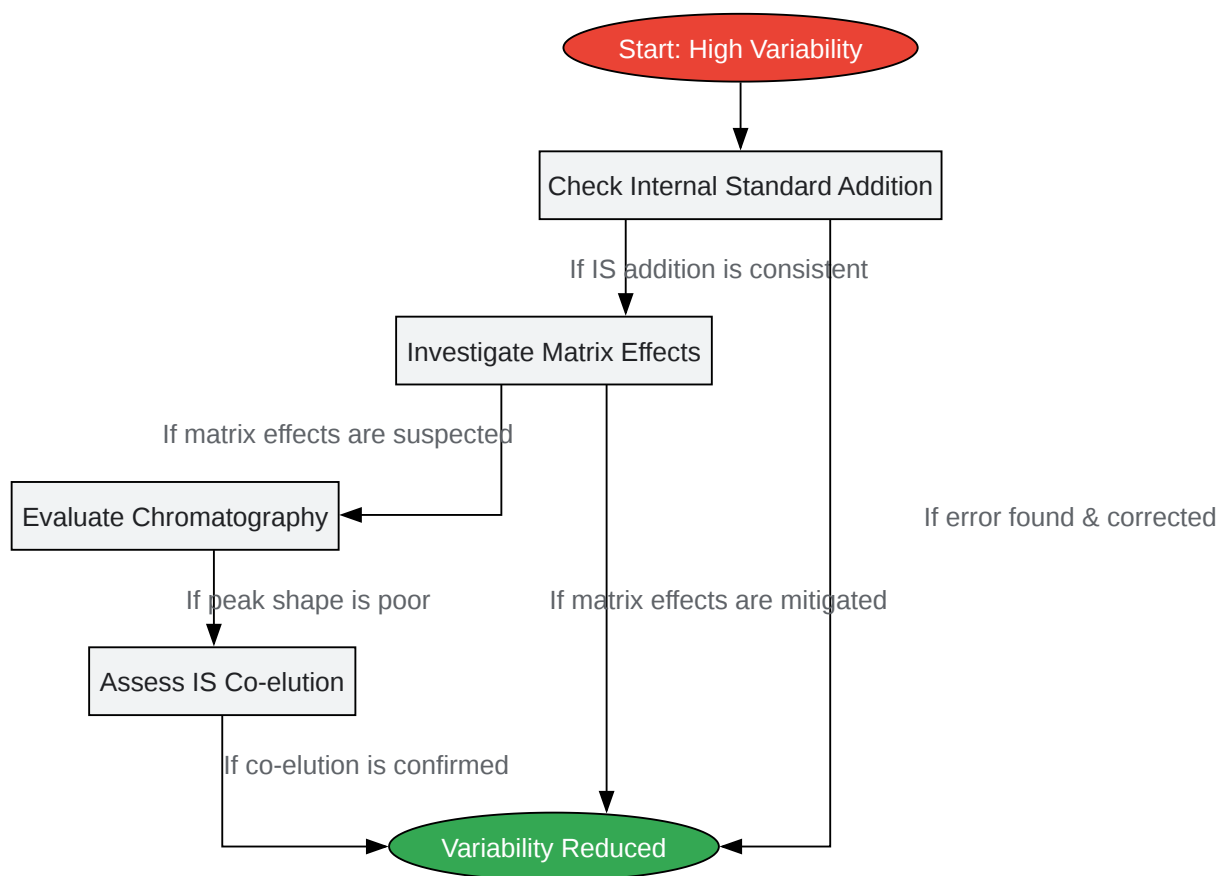 Start: High Variability
Check Internal Standard Addition
If IS addition is consistent
Investigate Matrix Effects
If matrix effects are suspected
Evaluate Chromatography
If error found & corrected
If peak shape is poor
If matrix effects are mitigated
Assess IS Co-elution
If co-elution is confirmed
Variability Reduced